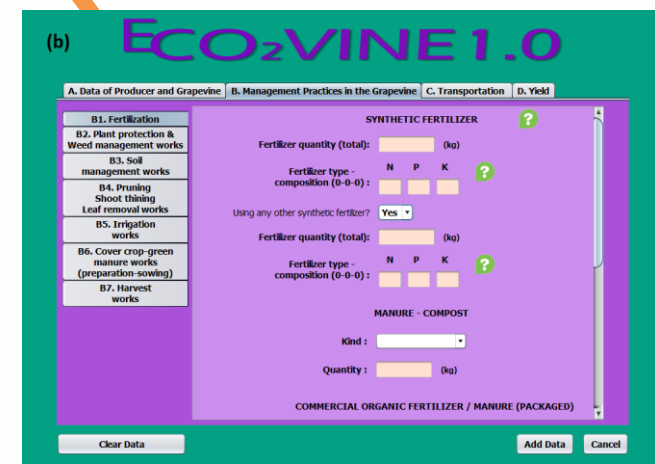 (b)
ECO2VINE1.0
A. Data of Producer and Grapevine
B. Management Practices in the Grapevine
C. Transportation
D. Yield
B1. Fertilization
B2. Plant protection &
Weed management works
B3. Soil
management works
B4. Pruning
Shoot thining
Leaf removal works
B5. Irrigation
works
B6. Cover crop-green
manure works
(preparation-sowing)
B7. Harvest
works
SYNTHETIC FERTILIZER
?
Fertilizer quantity (total):
(kg)
N P K
Fertilizer type -
composition (0-0-0) :
?
Using any other synthetic fertilzer?
Yes
Fertilizer quantity (total):
(kg)
N P K
Fertilizer type -
composition (0-0-0) :
?
MANURE - COMPOST
Kind :
Quantity :
(kg)
COMMERCIAL ORGANIC FERTILIZER / MANURE (PACKAGED)
Clear Data
Add Data
Cancel